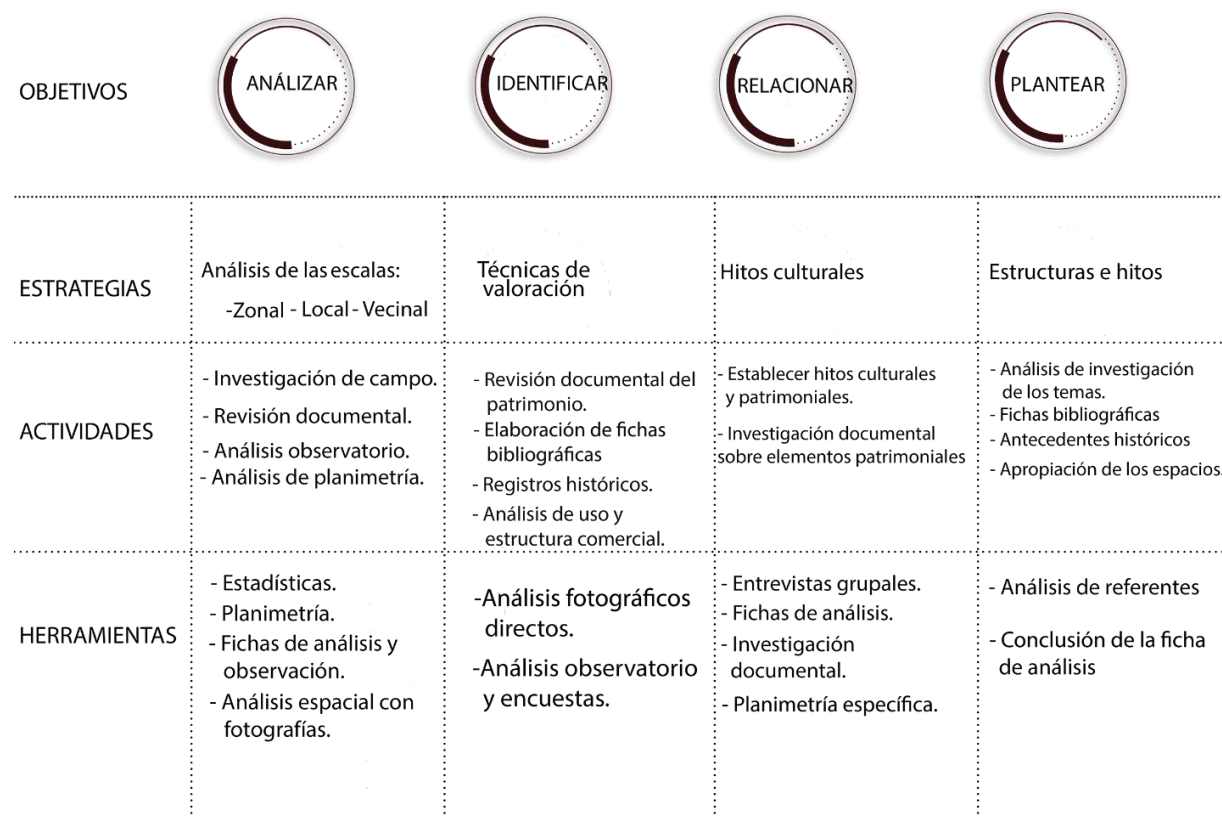 OBJETIVOS
ANÁLIZAR
IDENTIFICAR
RELACIONAR
PLANTEAR
ESTRATEGIAS
Análisis de las escalas:
-Zonal - Local - Vecinal
Técnicas de
valoración
Hitos culturales
Estructuras e hitos
ACTIVIDADES
- Investigación de campo.
- Revisión documental.
- Análisis observatorio.
- Análisis de planimetría.
- Revisión documental del
patrimonio.
- Elaboración de fichas
bibliográficas
- Registros históricos.
- Análisis de uso y
estructura comercial.
- Establecer hitos culturales
y patrimoniales.
- Investigación documental
sobre elementos patrimoniales
- Análisis de investigación
de los temas.
- Fichas bibliográficas
- Antecedentes históricos
- Apropiación de los espacios.
HERRAMIENTAS
- Estadísticas.
- Planimetría.
- Fichas de análisis y
observación.
- Análisis espacial con
fotografías.
-Análisis fotográficos
directos.
-Análisis observatorio
y encuestas.
- Entrevistas grupales.
- Fichas de análisis.
- Investigación
documental.
- Planimetría específica.
- Análisis de referentes
- Conclusión de la ficha
de análisis